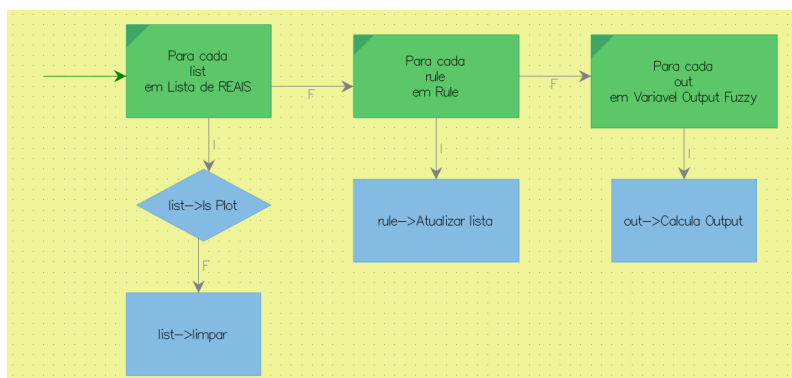 Para cada
list
em Lista de REAIS
F
Para cada
rule
em Rule
F
Para cada
out
em Variavel Output Fuzzy
I
I
I
list—>Is Plot
rule—>Atualizar lista
out—>Calcula Output
F
list—>limpar